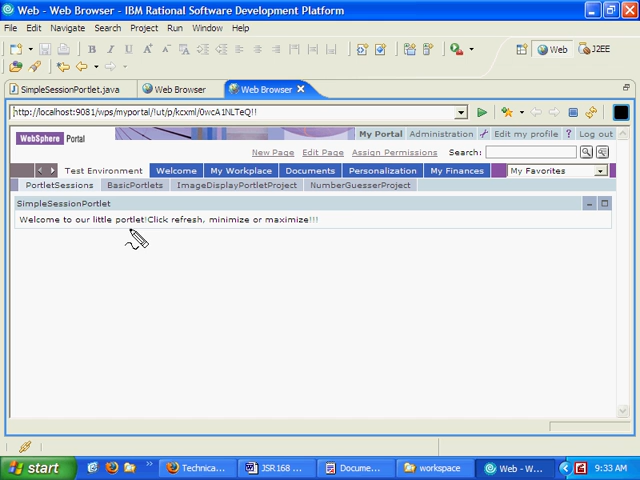 Web - Web Browser - IBM Rational Software Development Platform
File Edit Navigate Search Project Run Window Help
B I U
Web J2EE
SimpleSessionPortlet.java Web Browser Web Browser
http://localhost:9081/wps/myportal/!ut/p/kcxml/0wcA1NLTeQ!!
WebSphere Portal
My Portal Administration Edit my profile ? Log out
New Page Edit Page Assign Permissions Search:
Test Environment Welcome My Workplace Documents Personalization My Finances My Favorites
PortletSessions BasicPortlets ImageDisplayPortletProject NumberGuesserProject
SimpleSessionPortlet
Welcome to our little portlet!Click refresh, minimize or maximize!!!
start Technica... JSR168 ... Docume... workspace Web - W... 9:33 AM